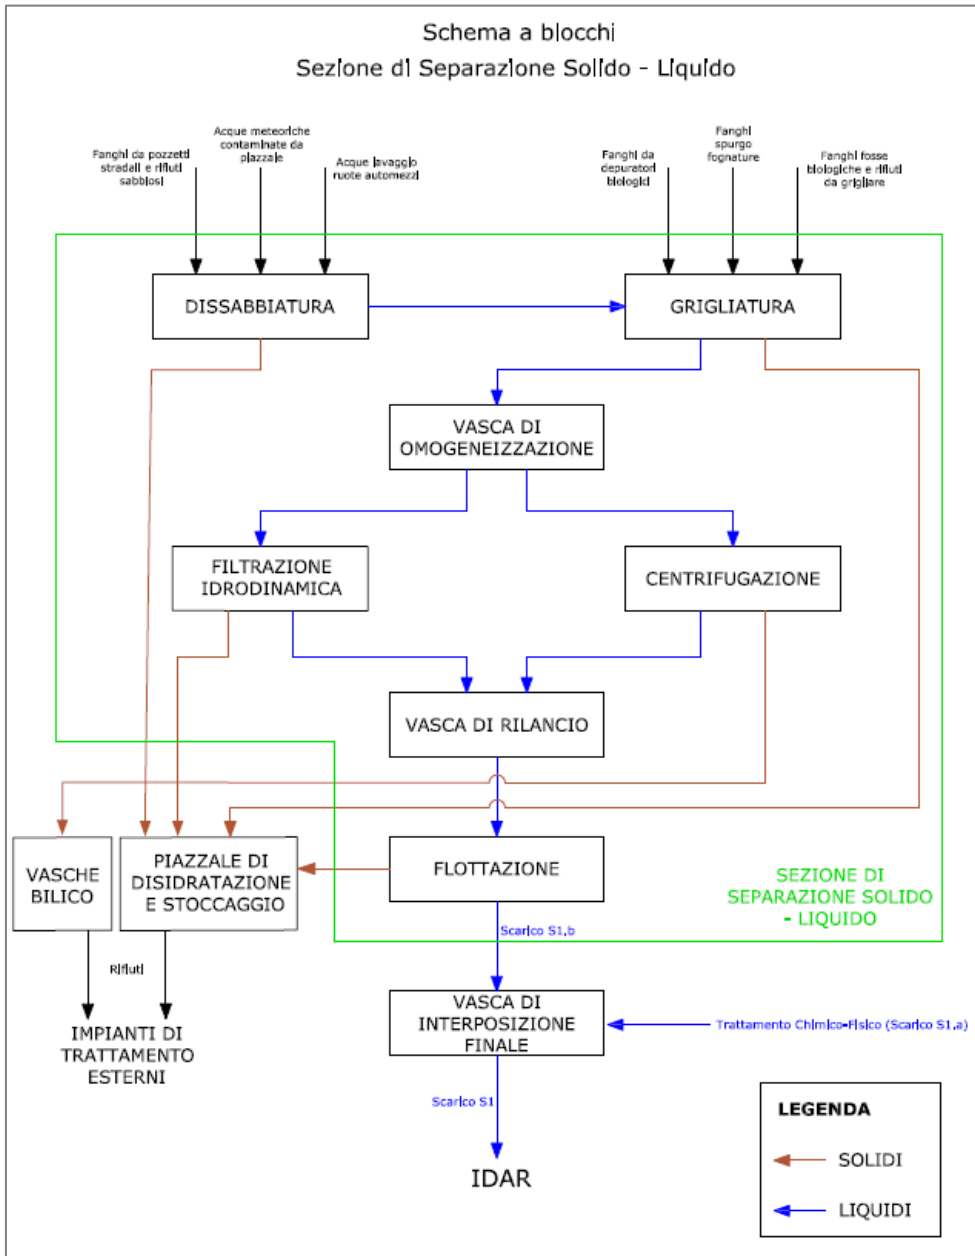 Schema a blocchi
Sezione di Separazione Solido - Liquido
Fanghi da pozzetti
stradali e rifiuti
sabbiosi
Acque meteoriche
contaminate da
piazzale
Acque lavaggio
ruote automezzi
Fanghi da
depuratori
biologici
Fanghi
spurgo
fognature
Fanghi fosse
biologiche e rifiuti
da grigliare
DISSABBIATURA
GRIGLIATURA
VASCA DI
OMOGENEIZZAZIONE
FILTRAZIONE
IDRODINAMICA
CENTRIFUGAZIONE
VASCA DI RILANCIO
VASCHE
BILICO
PIAZZALE DI
DISIDRATAZIONE
E STOCCAGGIO
FLOTTAZIONE
SEZIONE DI
SEPARAZIONE SOLIDO
- LIQUIDO
Scarico S1.b
Rifiuti
IMPIANTI DI
TRATTAMENTO
ESTERNI
VASCA DI
INTERPOSIZIONE
FINALE
Trattamento Chimico-Fisico (Scarico S1.a)
Scarico S1
IDAR
LEGENDA
SOLIDI
LIQUIDI